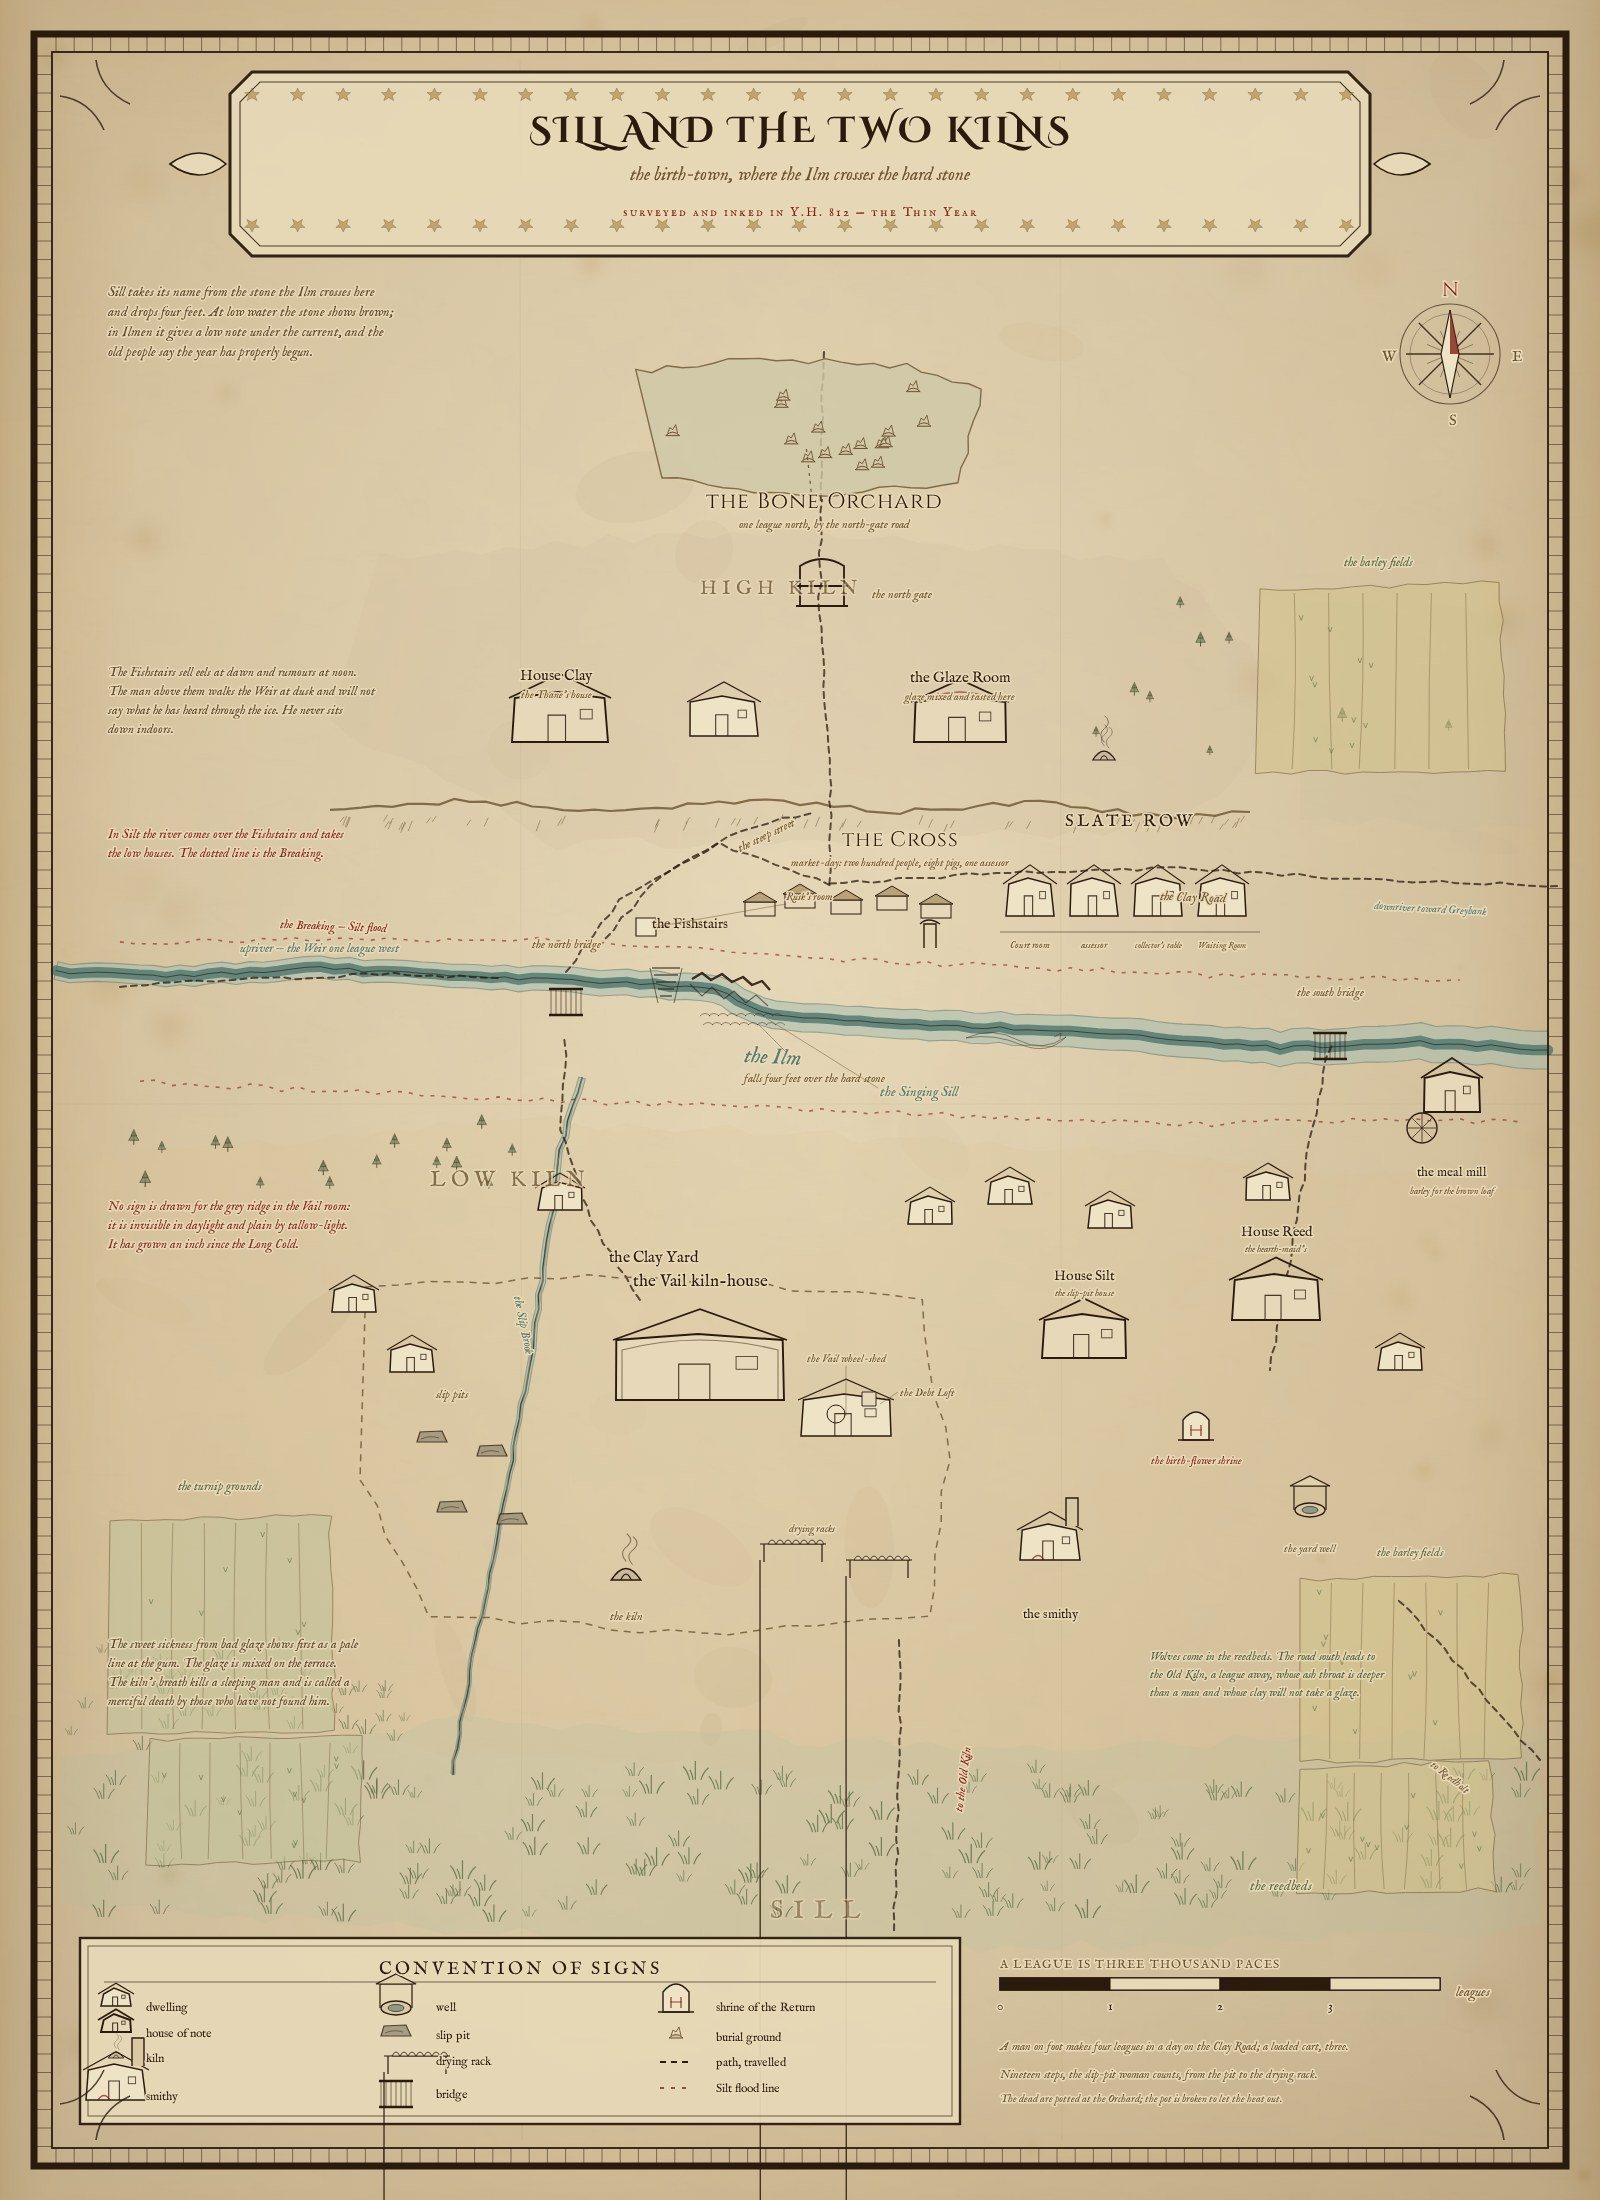 SILL AND THE TWO KILNS
the birth-town, where the Ilm crosses the hard stone
SURVEYED AND INKED IN Y.H. 812 — THE THIN YEAR
Sill takes its name from the stone the Ilm crosses here
and drops four feet. At low water the stone shows brown;
in Ilmen it gives a low note under the current, and the
old people say the year has properly begun.
N
W
E
S
THE BONE ORCHARD
one league north, by the north-gate road
HIGH KILN
the north gate
the barley fields
The Fishstairs sell eels at dawn and rumours at noon.
The man above them walks the Weir at dusk and will not
say what he has heard through the ice. He never sits
down indoors.
House Clay
the Thane's house
the Glaze Room
glaze mixed and tasted here
In Silt the river comes over the Fishstairs and takes
the low houses. The dotted line is the Breaking.
the steep street
THE CROSS
market-day: two hundred people, eight pigs, one assessor
SLATE ROW
Rusk's room
the Clay Road
downriver toward Greybank
the Fishstairs
the Breaking – Silt flood
upriver – the Weir one league west
the north bridge
Court room
assessor
collector's table
Waiting Room
the south bridge
the Ilm
falls four feet over the hard stone
the Singing Sill
LOW KILN
the meal mill
barley for the brown loaf
No sign is drawn for the grey ridge in the Vail room:
it is invisible in daylight and plain by tallow-light.
It has grown an inch since the Long Cold.
House Reed
the hearth-maid's
the Clay Yard
the Vail kiln-house
House Silt
the slip-pit house
the Slip Brook
the Vail wheel-shed
the Debt Loft
slip pits
the birth-flower shrine
the turnip grounds
drying racks
the yard well
the barley fields
the kiln
the smithy
The sweet sickness from bad glaze shows first as a pale
line at the gum. The glaze is mixed on the terrace.
The kiln's breath kills a sleeping man and is called a
merciful death by those who have not found him.
Wolves come in the reedbeds. The road south leads to
the Old Kiln, a league away, whose ash throat is deeper
than a man and whose clay will not take a glaze.
to the Old Kiln
to Reedholt
the reedbeds
SILL
CONVENTION OF SIGNS
dwelling
house of note
kiln
smithy
well
slip pit
drying rack
bridge
shrine of the Return
burial ground
path, travelled
Silt flood line
A LEAGUE IS THREE THOUSAND PACES
leagues
0 1 2 3
A man on foot makes four leagues in a day on the Clay Road; a loaded cart, three.
Nineteen steps, the slip-pit woman counts, from the pit to the drying rack.
The dead are potted at the Orchard; the pot is broken to let the heat out.